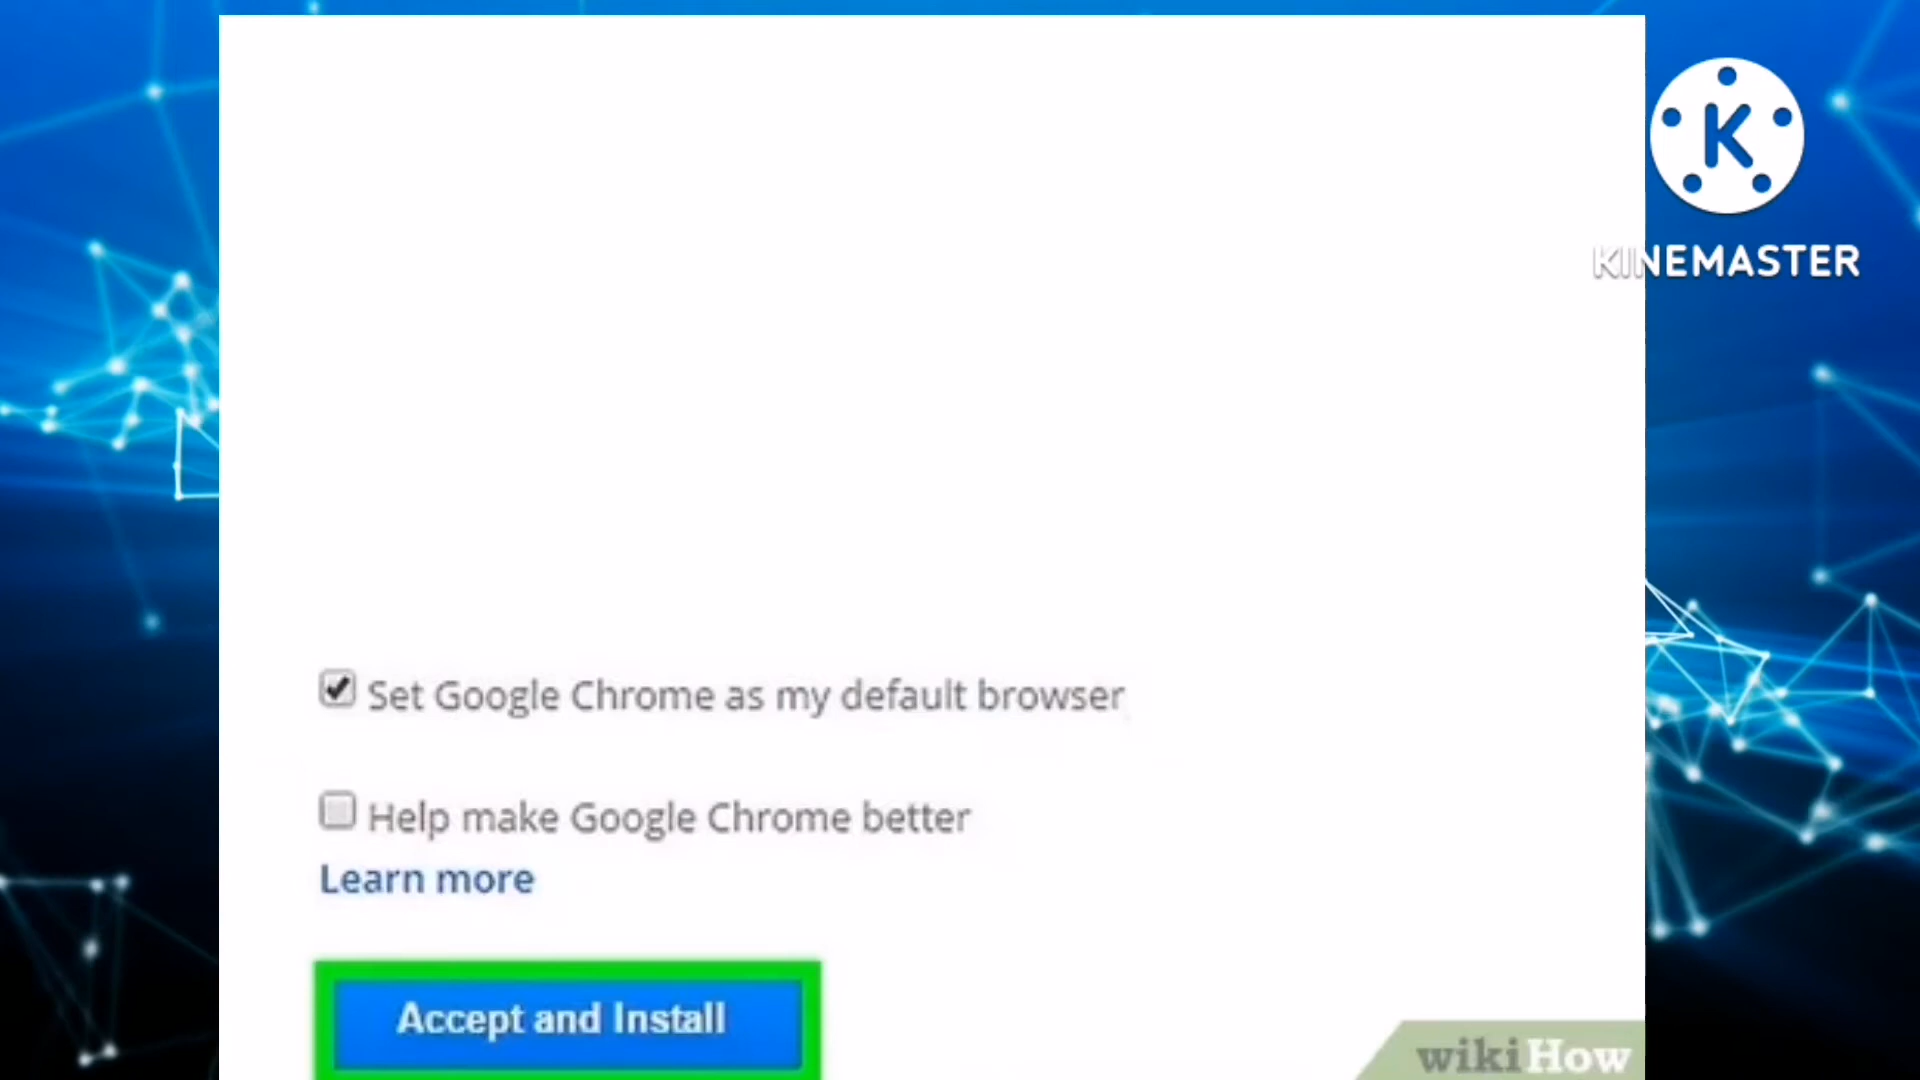 K
KINEMASTER
Set Google Chrome as my default browser
Help make Google Chrome better
Learn more
Accept and Install
wikiHow